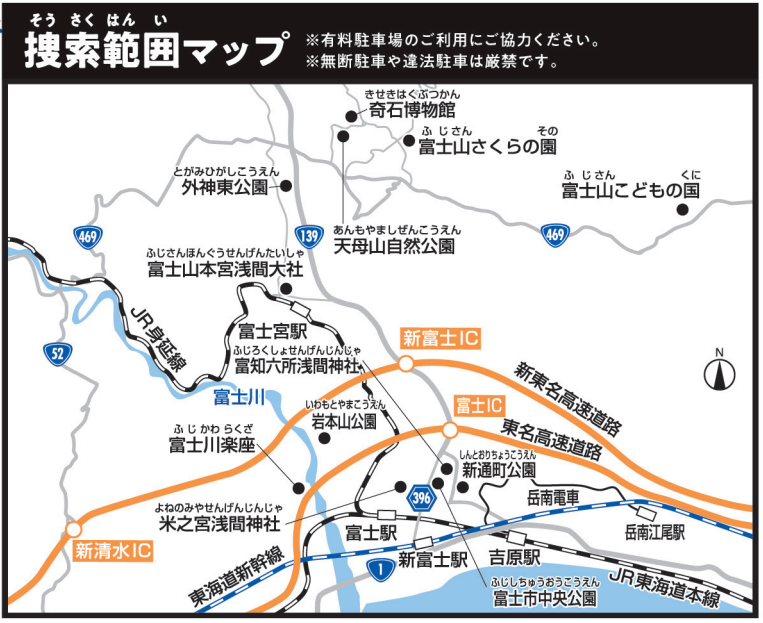 そうさくはんい
捜索範囲マップ
※有料駐車場のご利用にご協力ください。
※無断駐車や違法駐車は厳禁です。
きせきはくぶつかん
奇石博物館
ふじさん その
富士山さくらの園
とがみひがしこうえん
外神東公園
ふじさん くに
富士山こどもの国
469
139
あんもやましぜんこうえん
天母山自然公園
469
ふじさんほんぐうせんげんたいしゃ
富士山本宮浅間大社
JR身延線
富士宮駅
52
ふじろくしょせんげんじんじゃ
富知六所浅間神社
新富士IC
N
新東名高速道路
富士川
いわもとやまこうえん
岩本山公園
富士IC
東名高速道路
ふじかわらくざ
富士川楽座
しんとおりちょうこうえん
新通町公園
396
岳南電車
よねのみやせんげんじんじゃ
米之宮浅間神社
富士駅
岳南江尾駅
新清水IC
新富士駅
吉原駅
東海道新幹線
1
ふじしちゅうおうこうえん
富士市中央公園
JR東海道本線